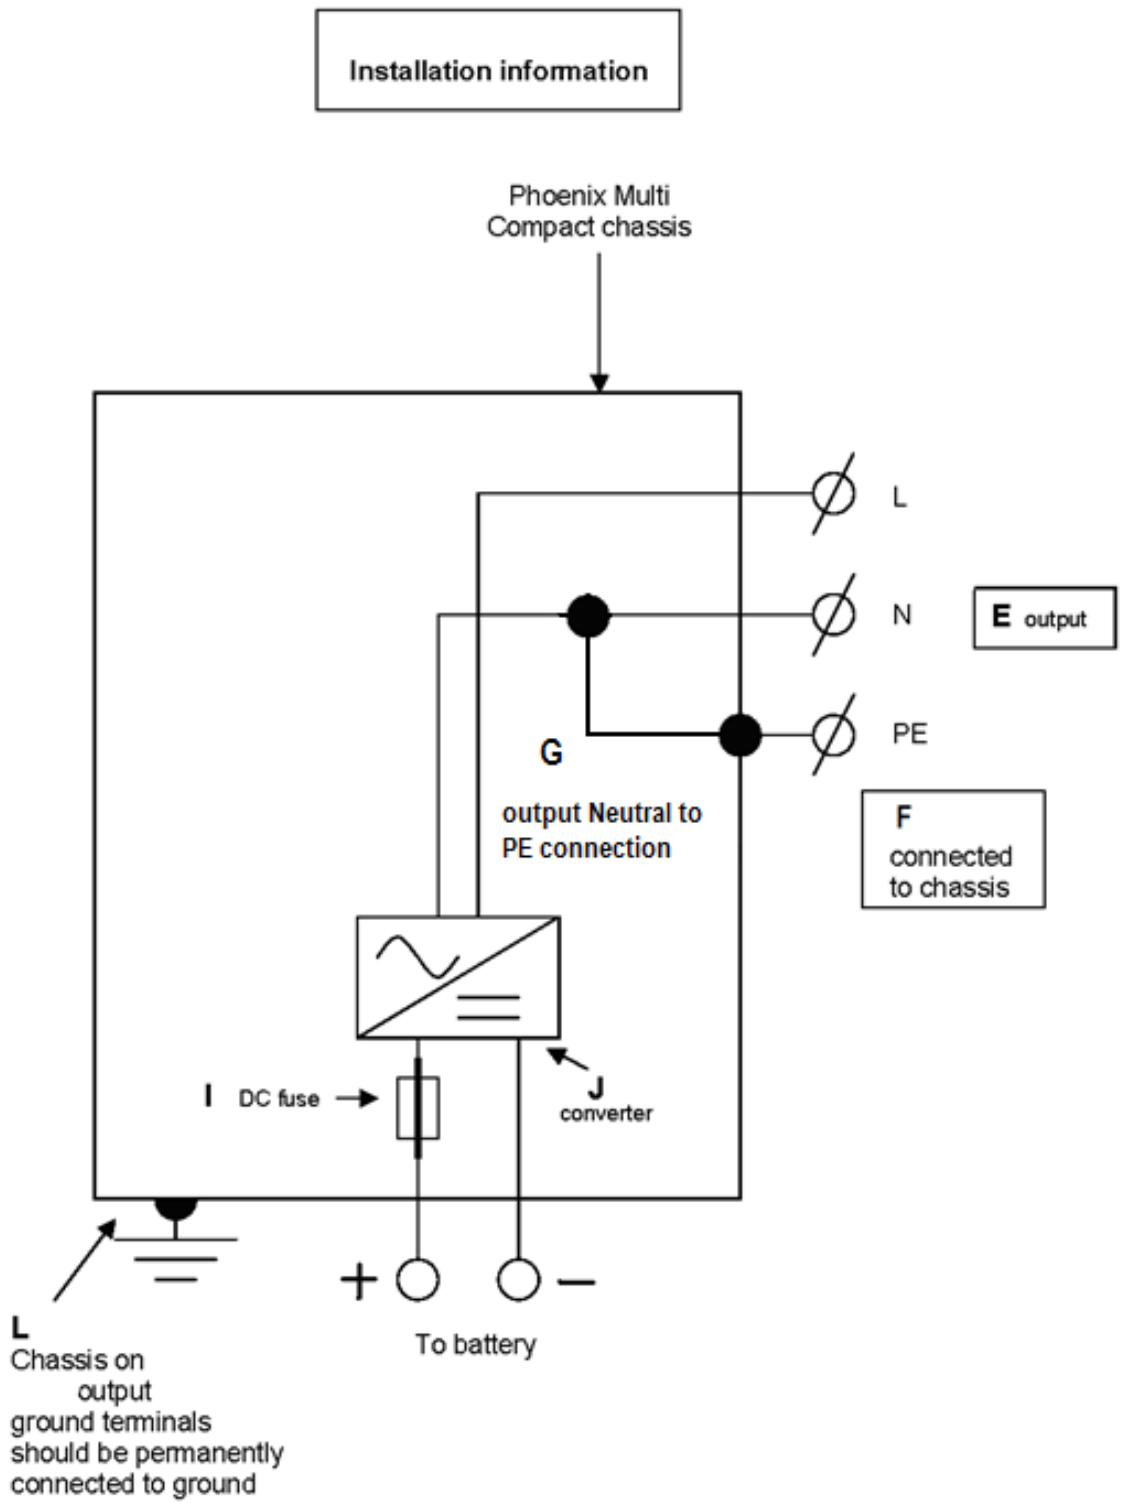 Installation information
Phoenix Multi
Compact chassis
L
N
E output
PE
G
output Neutral to
PE connection
F
connected
to chassis
I DC fuse
J
converter
+
−
To battery
L
Chassis on
output
ground terminals
should be permanently
connected to ground